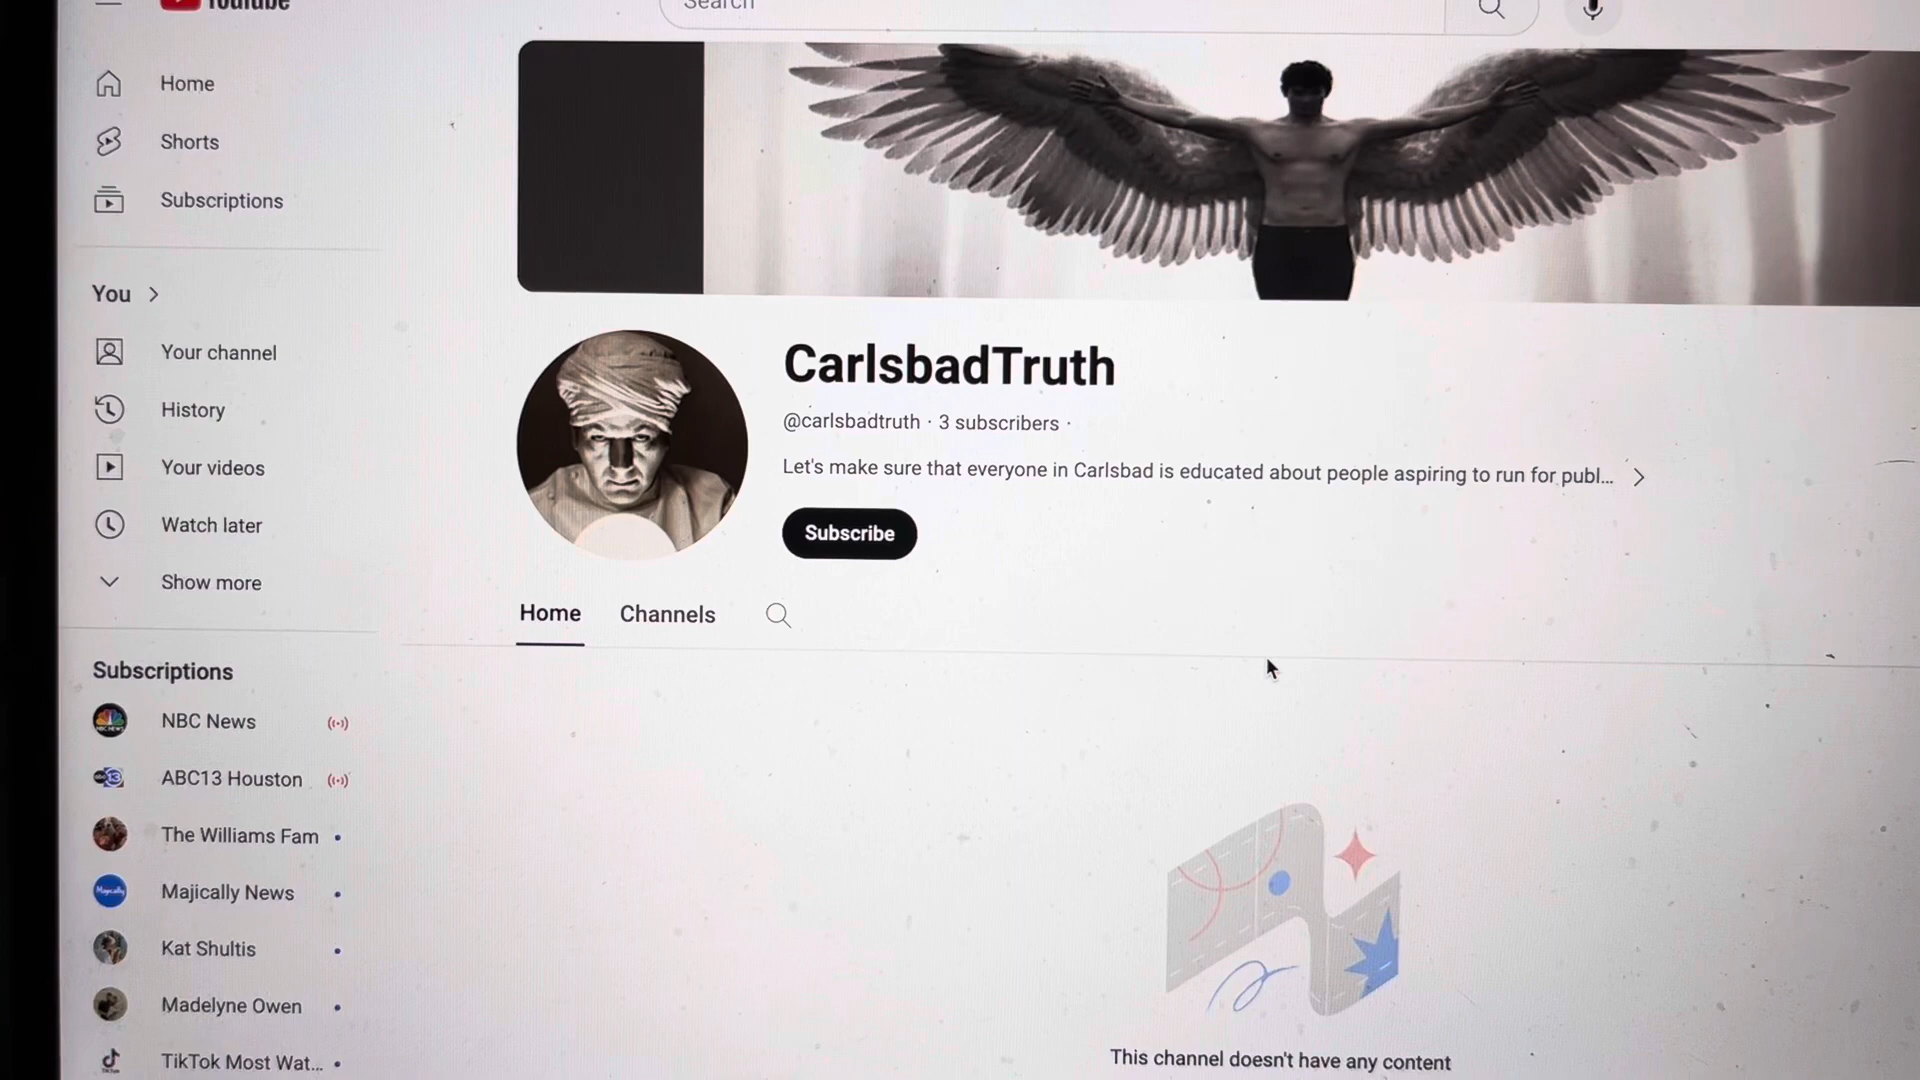 YouTube
Search
Home
Shorts
Subscriptions
You
Your channel
History
Your videos
Watch later
Show more
Subscriptions
NBC News
ABC13 Houston
The Williams Fam
Majically News
Kat Shultis
Madelyne Owen
TikTok Most Wat...
CarlsbadTruth
@carlsbadtruth · 3 subscribers ·
Let's make sure that everyone in Carlsbad is educated about people aspiring to run for publ...
Subscribe
Home Channels
This channel doesn't have any content